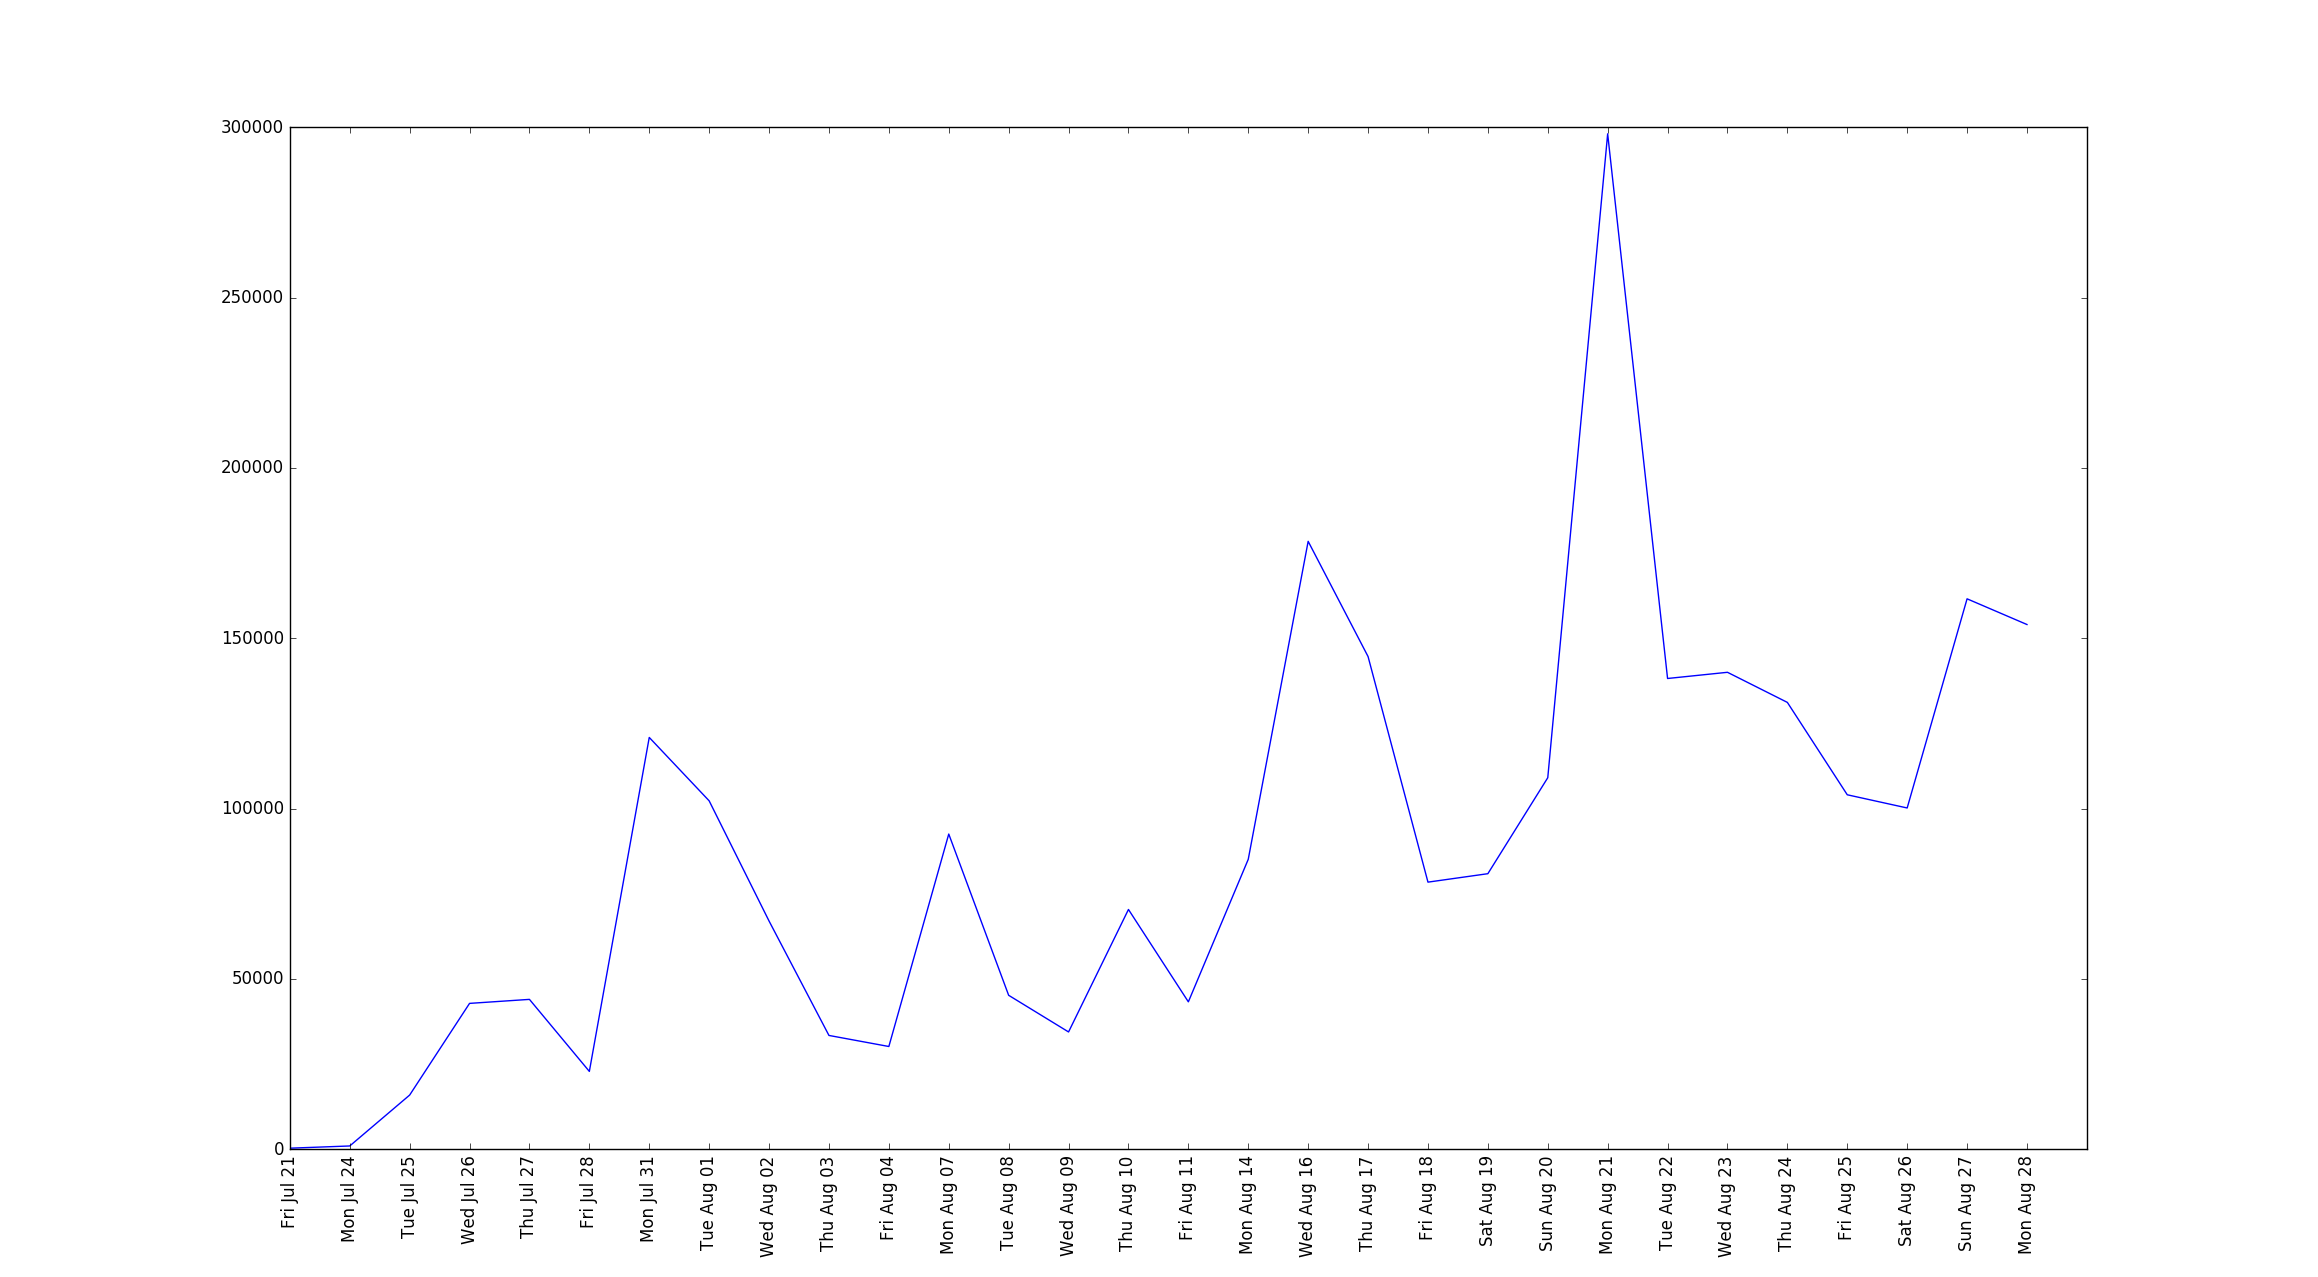 300000
250000
200000
150000
100000
50000
0
Fri Jul 21
Mon Jul 24
Tue Jul 25
Wed Jul 26
Thu Jul 27
Fri Jul 28
Mon Jul 31
Tue Aug 01
Wed Aug 02
Thu Aug 03
Fri Aug 04
Mon Aug 07
Tue Aug 08
Wed Aug 09
Thu Aug 10
Fri Aug 11
Mon Aug 14
Wed Aug 16
Thu Aug 17
Fri Aug 18
Sat Aug 19
Sun Aug 20
Mon Aug 21
Tue Aug 22
Wed Aug 23
Thu Aug 24
Fri Aug 25
Sat Aug 26
Sun Aug 27
Mon Aug 28